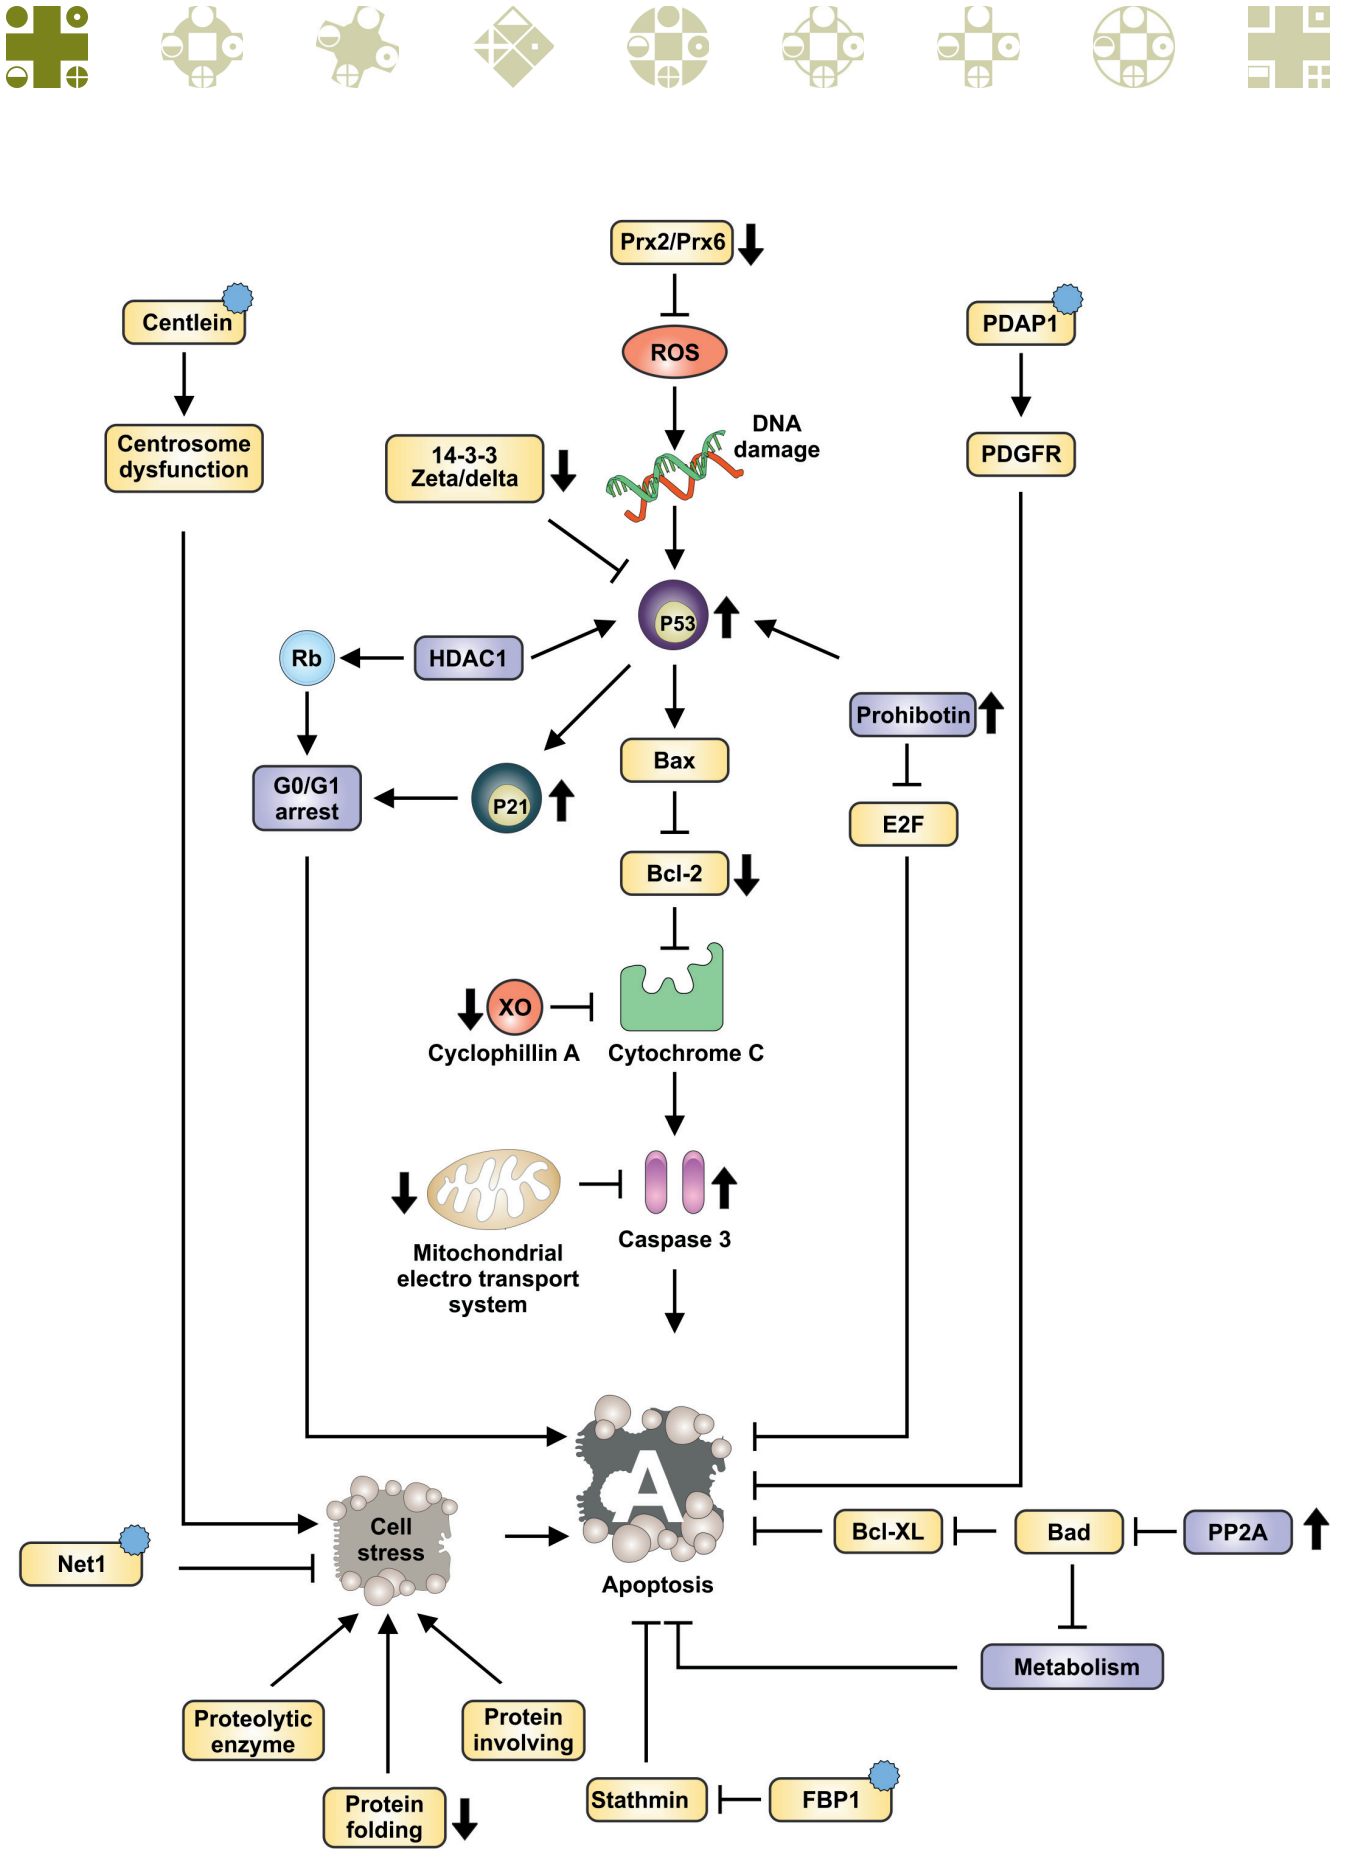 Prx2/Prx6
Centlein
PDAP1
ROS
DNA
damage
Centrosome
dysfunction
14-3-3
Zeta/delta
PDGFR
P53
Rb
HDAC1
Prohibotin
G0/G1
arrest
P21
Bax
E2F
Bcl-2
XO
Cyclophillin A
Cytochrome C
Caspase 3
Mitochondrial
electro transport
system
A
Cell
stress
Net1
Bcl-XL
Bad
PP2A
Apoptosis
Metabolism
Proteolytic
enzyme
Protein
involving
Protein
folding
Stathmin
FBP1